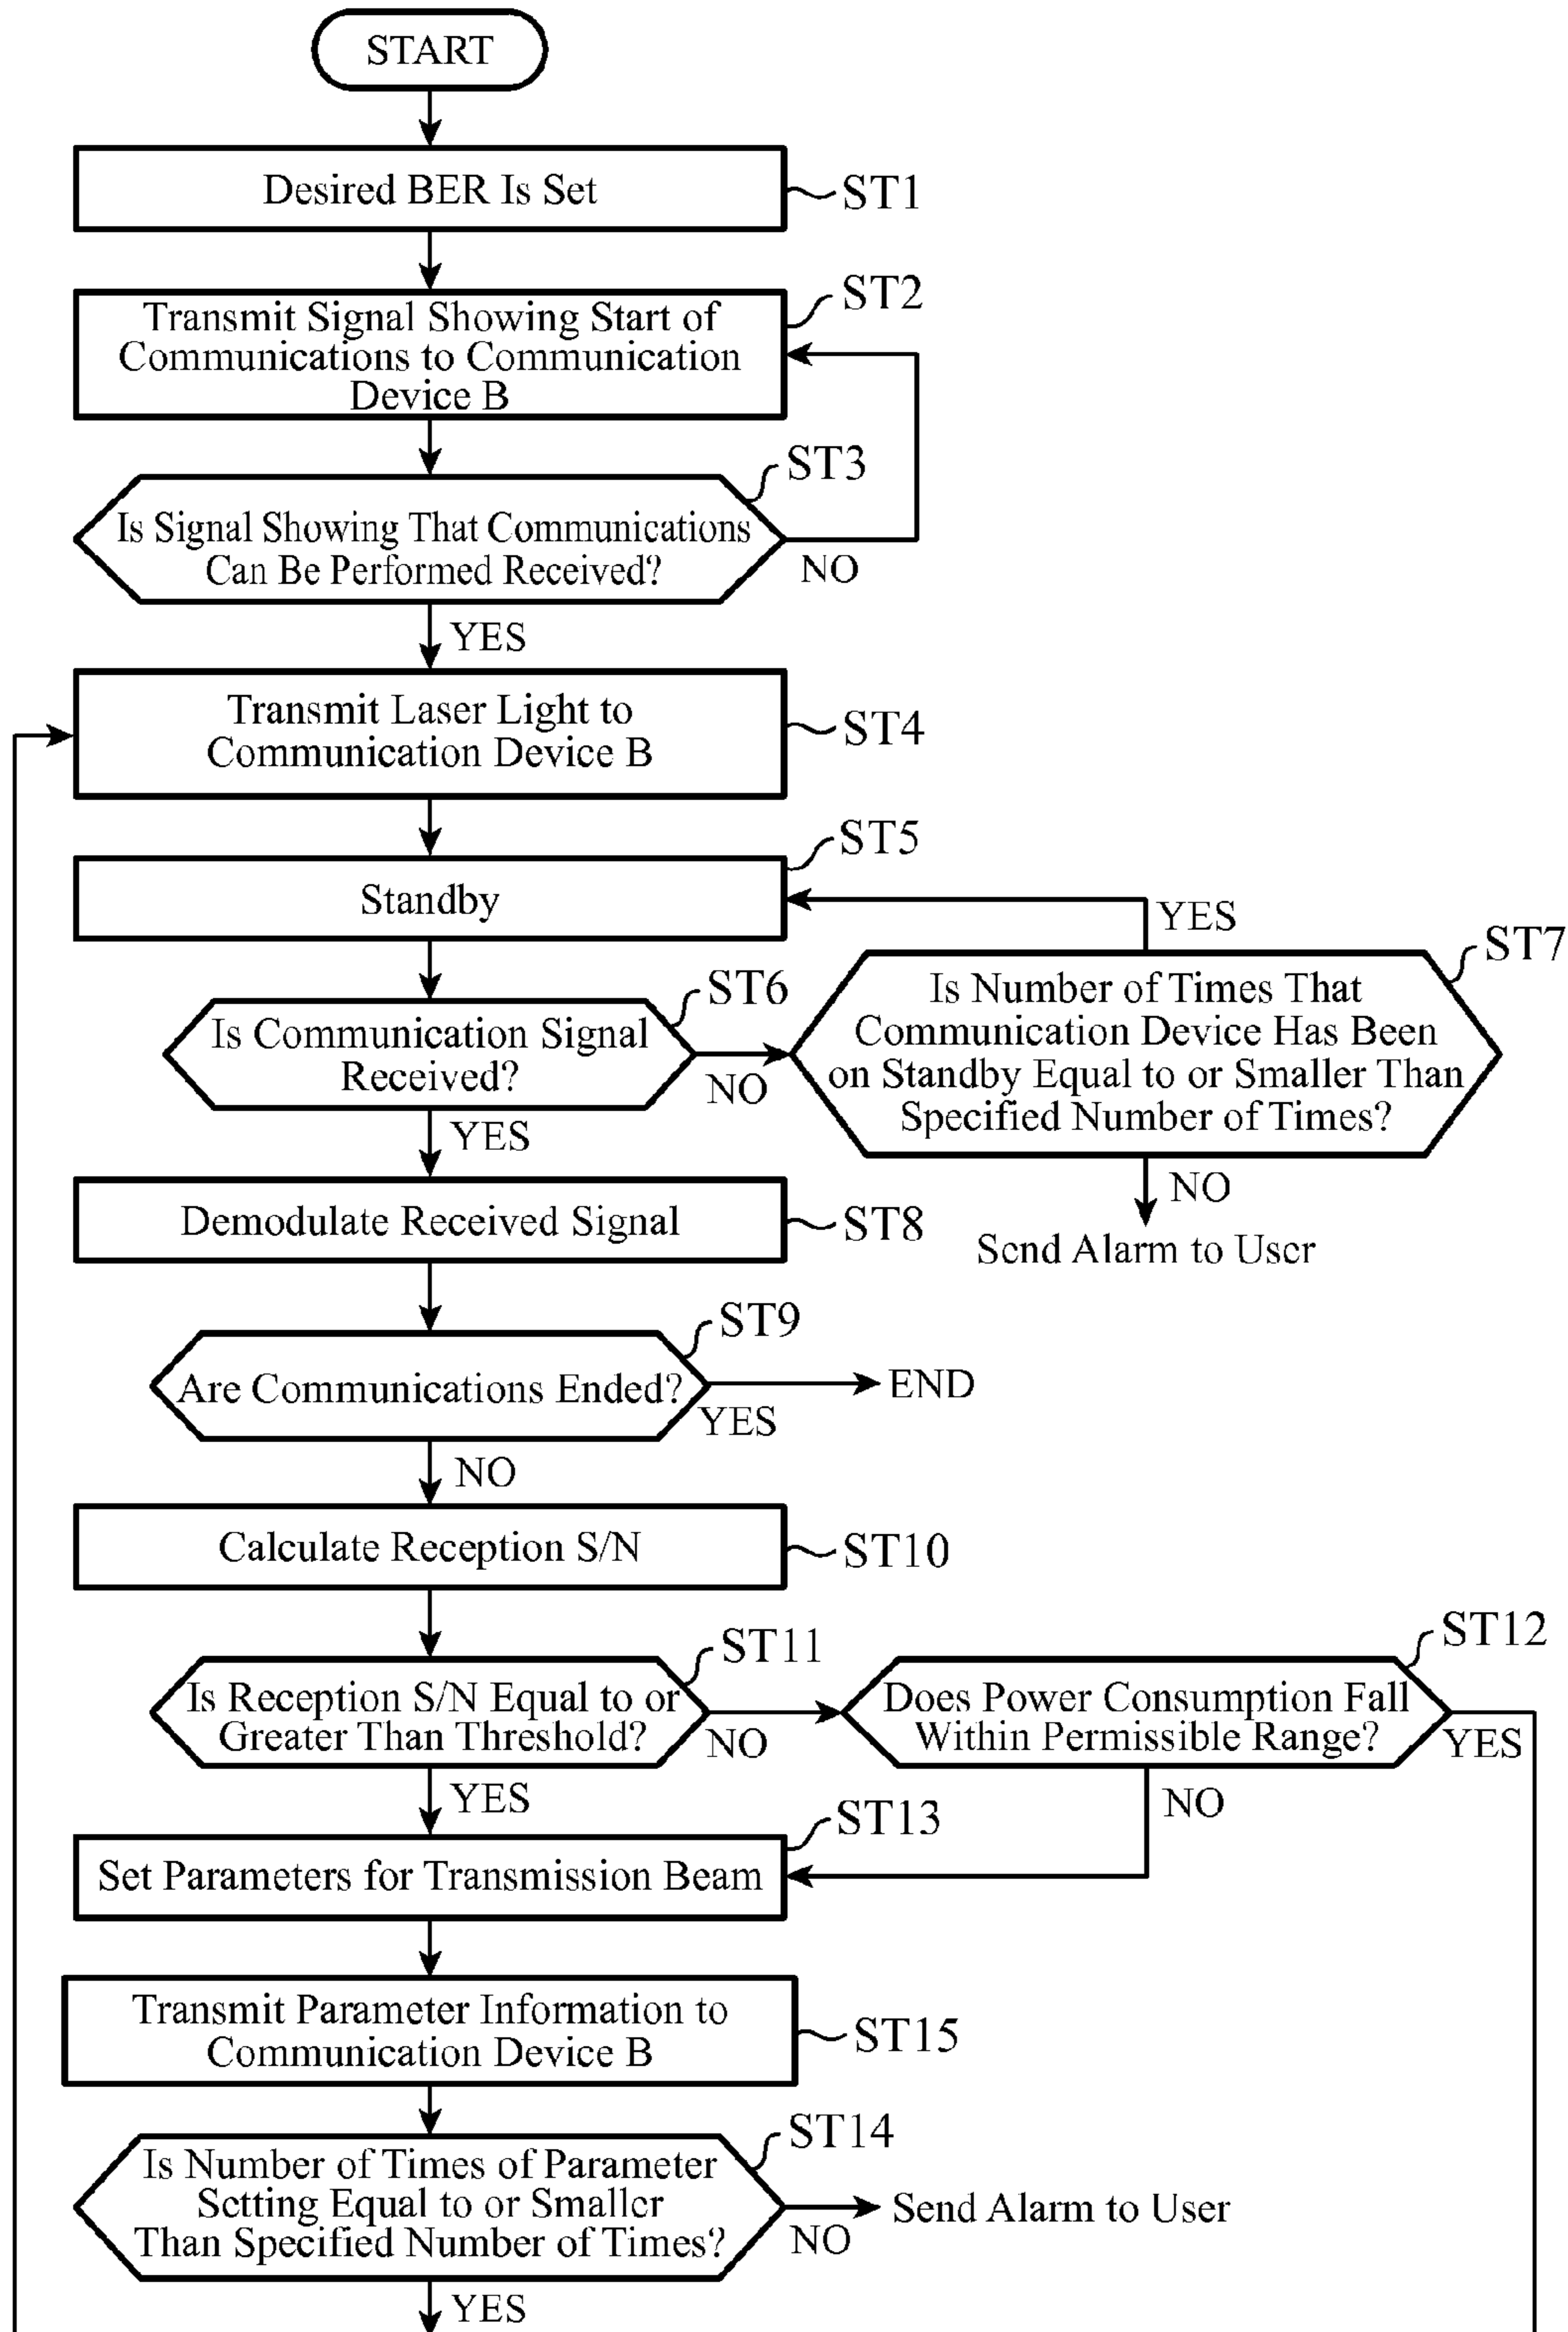 START
Desired BER Is Set
ST1
Transmit Signal Showing Start of
Communications to Communication
Device B
ST2
Is Signal Showing That Communications
Can Be Performed Received?
ST3
NO
YES
Transmit Laser Light to
Communication Device B
ST4
Standby
ST5
Is Communication Signal
Received?
ST6
NO
YES
Is Number of Times That
Communication Device Has Been
on Standby Equal to or Smaller Than
Specified Number of Times?
ST7
YES
NO
Send Alarm to User
Demodulate Received Signal
ST8
Are Communications Ended?
ST9
YES
END
NO
Calculate Reception S/N
ST10
Is Reception S/N Equal to or
Greater Than Threshold?
ST11
NO
YES
Does Power Consumption Fall
Within Permissible Range?
ST12
YES
NO
Set Parameters for Transmission Beam
ST13
Transmit Parameter Information to
Communication Device B
ST15
Is Number of Times of Parameter
Setting Equal to or Smaller
Than Specified Number of Times?
ST14
NO
Send Alarm to User
YES